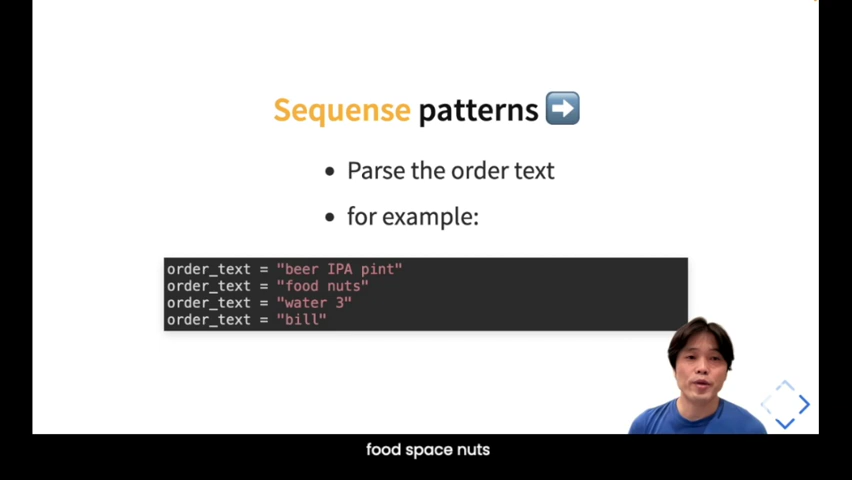 Sequense patterns ➡
Parse the order text
for example:
order_text = "beer IPA pint"
order_text = "food nuts"
order_text = "water 3"
order_text = "bill"
food space nuts